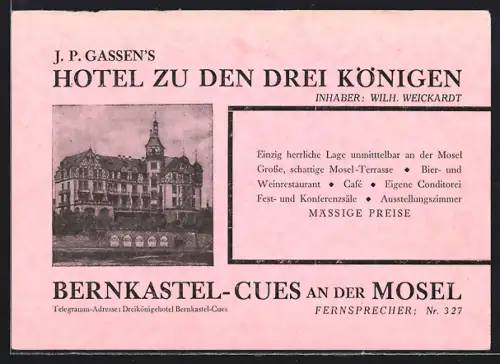 J. P. GASSEN'S
HOTEL ZU DEN DREI KÖNIGEN
INHABER: WILH. WEICKARDT
Einzig herrliche Lage unmittelbar an der Mosel
Große, schattige Mosel-Terrasse ♦ Bier- und
Weinrestaurant ♦ Café ♦ Eigene Conditorei
Fest- und Konferenzsäle ♦ Ausstellungszimmer
MÄSSIGE PREISE
BERNKASTEL-CUES AN DER MOSEL
Telegramm-Adresse: Dreikönigehotel Bernkastel-Cues
FERNSPRECHER; Nr. 327